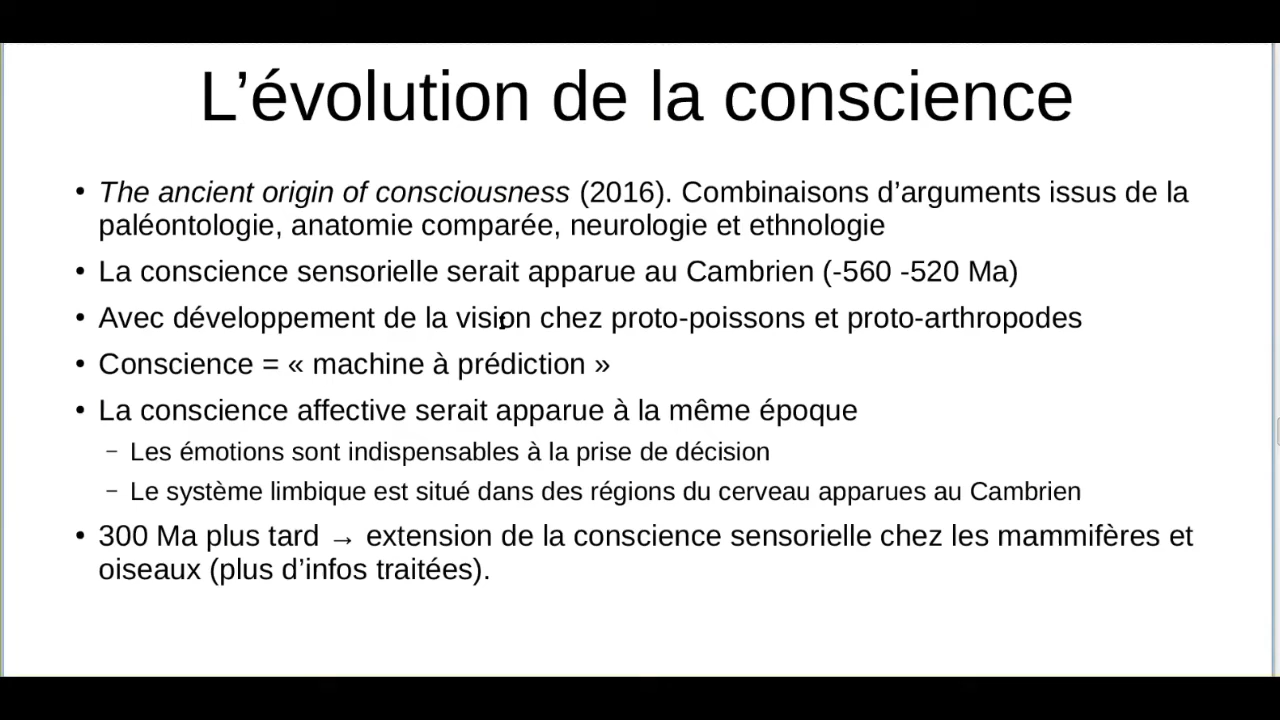 L’évolution de la conscience
• The ancient origin of consciousness (2016). Combinaisons d’arguments issus de la
paléontologie, anatomie comparée, neurologie et ethnologie
• La conscience sensorielle serait apparue au Cambrien (-560 -520 Ma)
• Avec développement de la vision chez proto-poissons et proto-arthropodes
• Conscience = « machine à prédiction »
• La conscience affective serait apparue à la même époque
– Les émotions sont indispensables à la prise de décision
– Le système limbique est situé dans des régions du cerveau apparues au Cambrien
• 300 Ma plus tard → extension de la conscience sensorielle chez les mammifères et
oiseaux (plus d’infos traitées).